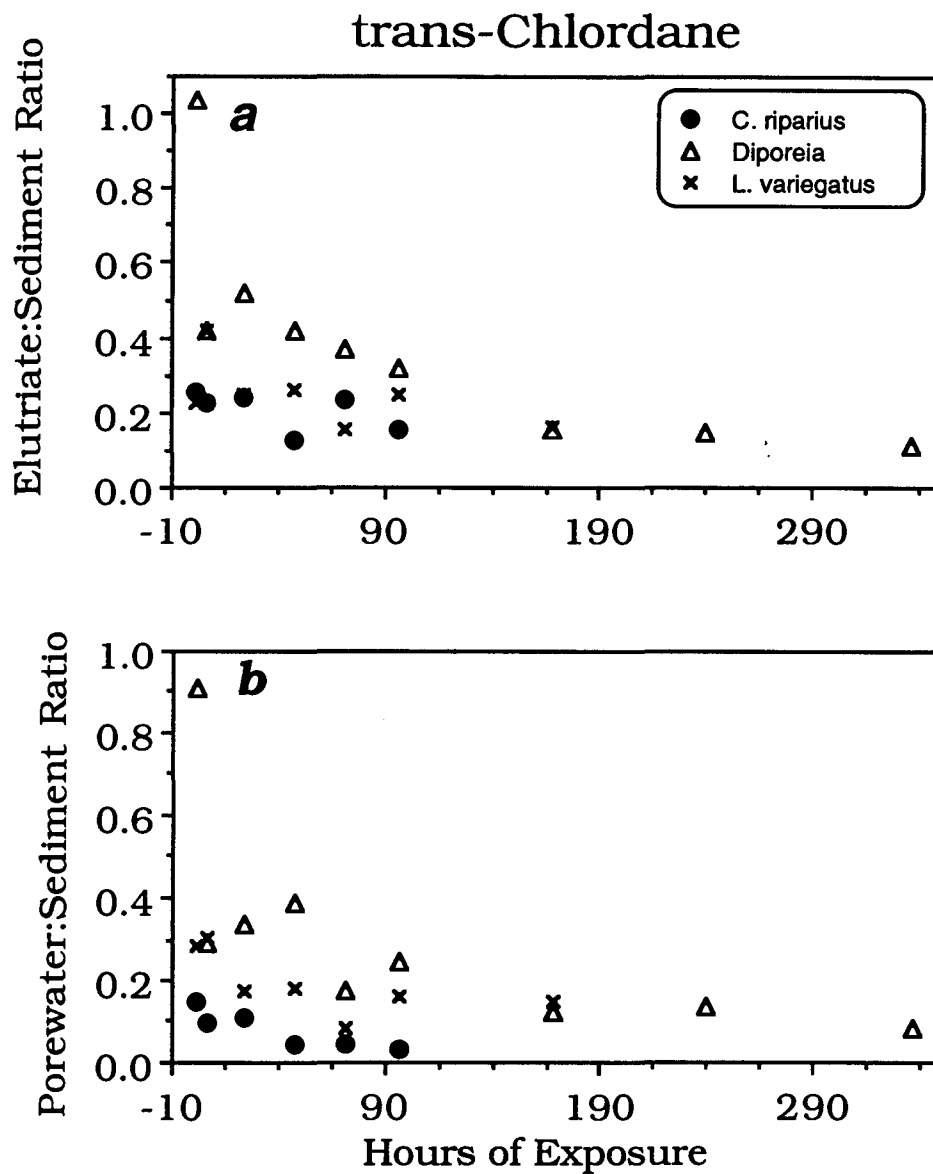 trans-Chlordane
Elutriate:Sediment Ratio
a
C. riparius
Diporeia
L. variegatus
1.0
0.8
0.6
0.4
0.2
0.0
-10 90 190 290
Porewater:Sediment Ratio
b
1.0
0.8
0.6
0.4
0.2
0.0
-10 90 190 290
Hours of Exposure